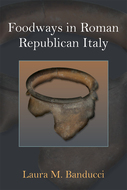 Foodways in Roman
Republican Italy
Laura M. Banducci